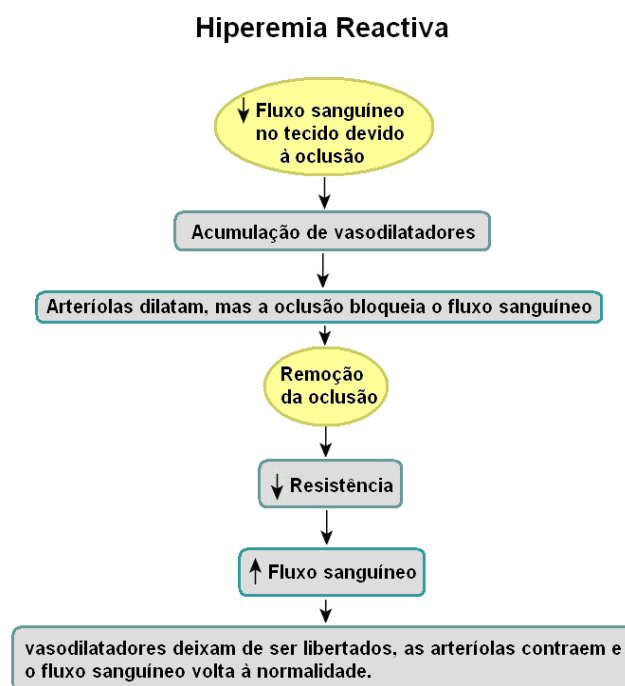 Hiperemia Reactiva
↓ Fluxo sanguíneo
no tecido devido
à oclusão
Acumulação de vasodilatadores
Arteríolas dilatam, mas a oclusão bloqueia o fluxo sanguíneo
Remoção
da oclusão
↓ Resistência
↑ Fluxo sanguíneo
vasodilatadores deixam de ser libertados, as arteríolas contraem e
o fluxo sanguíneo volta à normalidade.